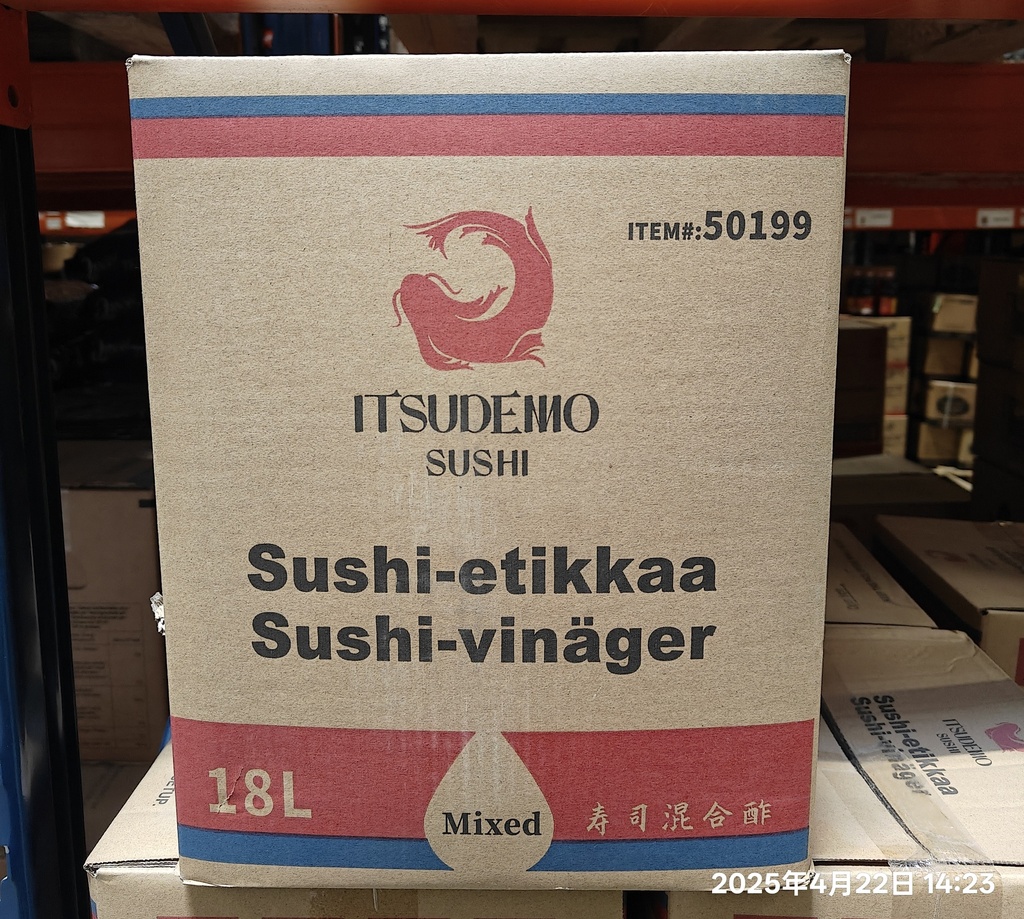 ITEM#:50199
ITSUDEMO
SUSHI
Sushi-etikkaa
Sushi-vinäger
18L
Mixed
寿司混合酢
Sushi-etikkaa
Sushi-vinäger
ITSUDEMO
SUSHI
2025年4月22日 14:23